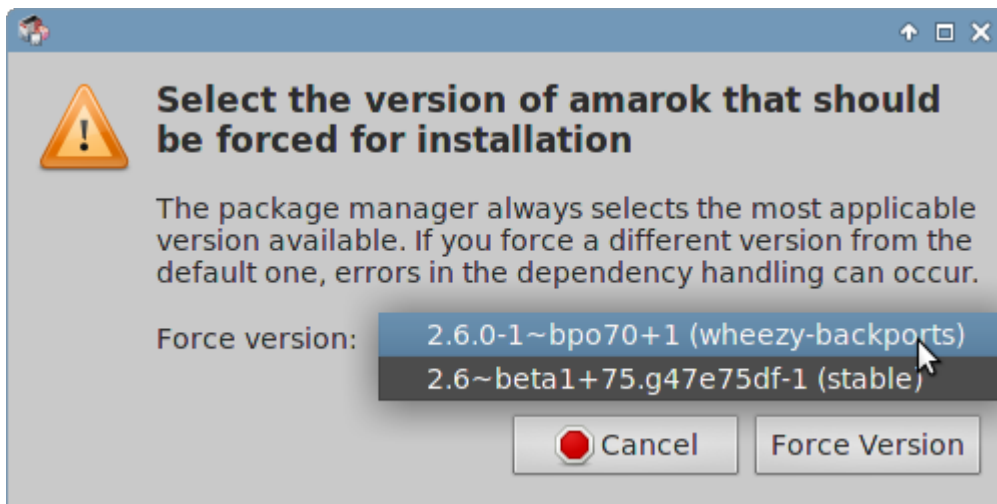 Select the version of amarok that should
be forced for installation
The package manager always selects the most applicable
version available. If you force a different version from the
default one, errors in the dependency handling can occur.
Force version: 2.6.0-1~bpo70+1 (wheezy-backports)
2.6~beta1+75.g47e75df-1 (stable)
Cancel Force Version